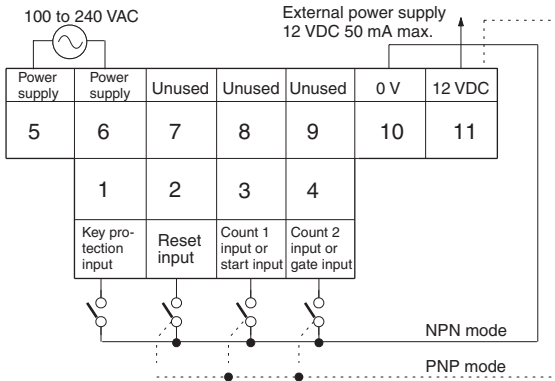 100 to 240 VAC
External power supply
12 VDC 50 mA max.
Power
supply
Power
supply
Unused
Unused
Unused
0 V
12 VDC
5
6
7
8
9
10
11
1
2
3
4
Key pro-
tection
input
Reset
input
Count 1
input or
start input
Count 2
input or
gate input
NPN mode
PNP mode